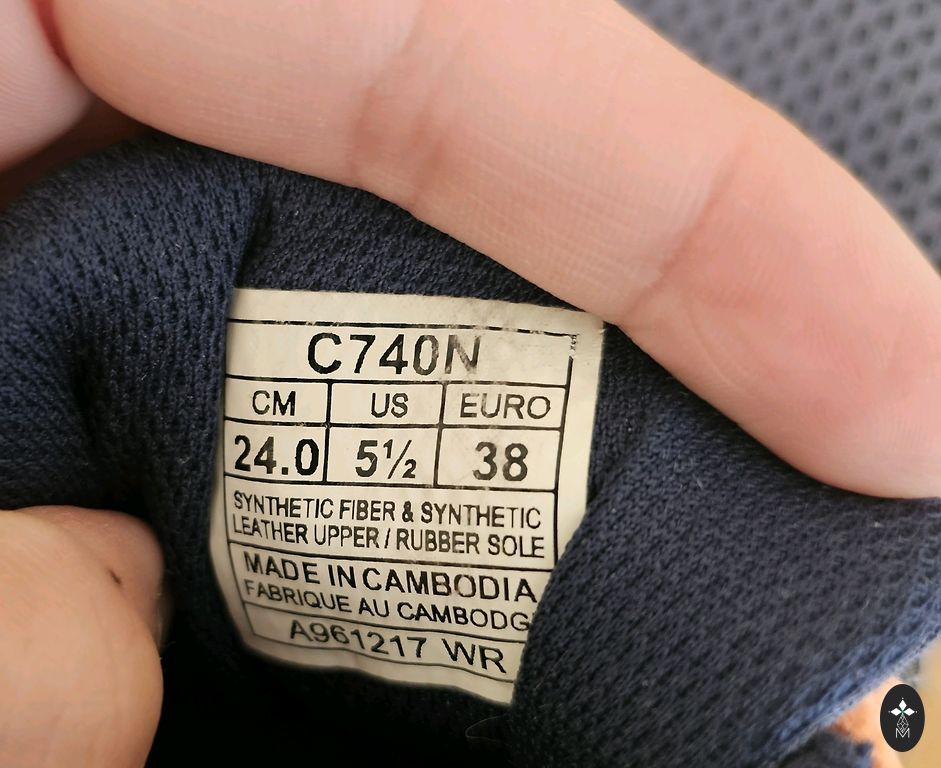 C740N
CM US EURO
24.0 5½ 38
SYNTHETIC FIBER & SYNTHETIC
LEATHER UPPER / RUBBER SOLE
MADE IN CAMBODIA
FABRIQUE AU CAMBODG
A961217 WR
M